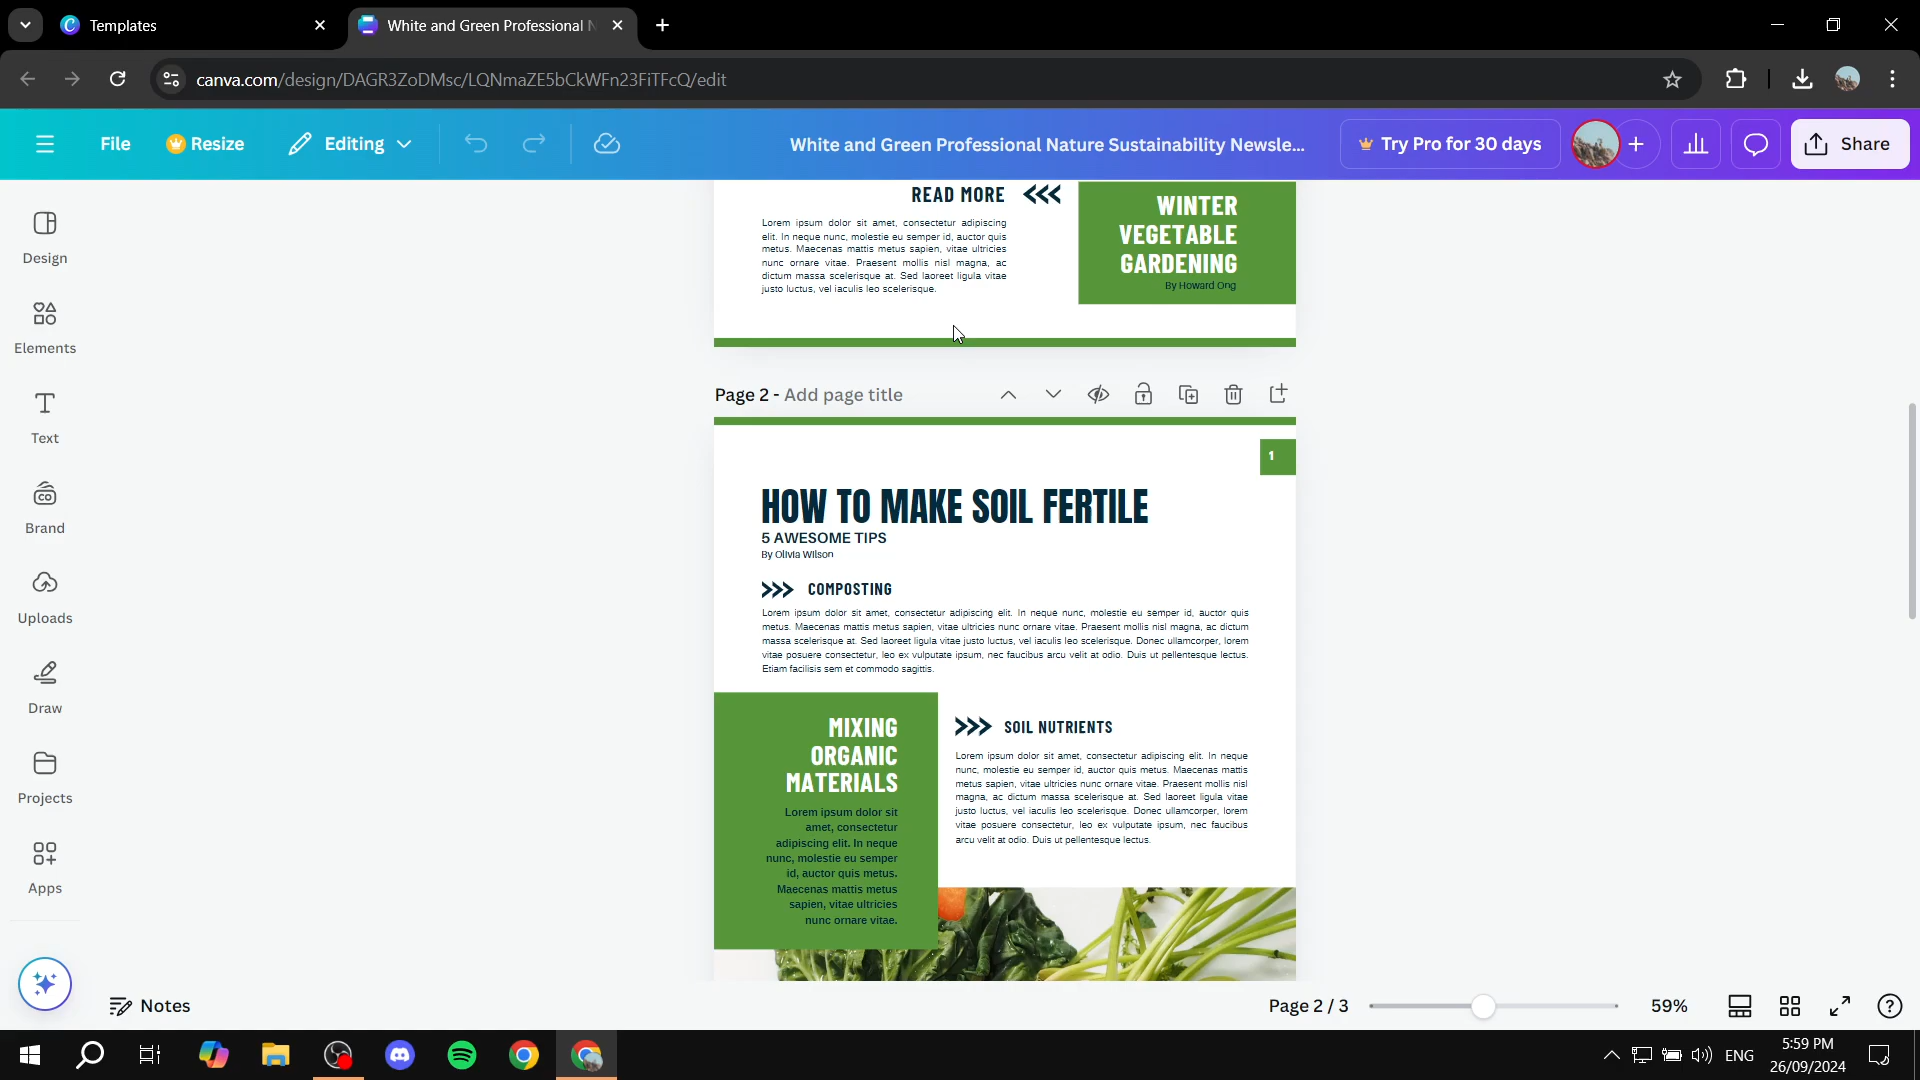 Templates
White and Green Professional N
canva.com/design/DAGR3ZoDMsc/LQNmaZE5bCkWFn23FiTFcQ/edit
File
Resize
Editing
White and Green Professional Nature Sustainability Newsle...
Try Pro for 30 days
Share
Design
Elements
Text
Brand
Uploads
Draw
Projects
Apps
READ MORE
Lorem ipsum dolor sit amet, consectetur adipiscing
elit. In neque nunc, molestie eu semper id, auctor quis
metus. Maecenas mattis metus sapien, vitae ultricies
nunc ornare vitae. Praesent mollis nisl magna, ac
dictum massa scelerisque at. Sed laoreet ligula vitae
justo luctus, vel iaculis leo scelerisque.
WINTER
VEGETABLE
GARDENING
By Howard Ong
Page 2 - Add page title
1
HOW TO MAKE SOIL FERTILE
5 AWESOME TIPS
By Olivia Wilson
COMPOSTING
Lorem ipsum dolor sit amet, consectetur adipiscing elit. In neque nunc, molestie eu semper id, auctor quis
metus. Maecenas mattis metus sapien, vitae ultricies nunc ornare vitae. Praesent mollis nisl magna, ac dictum
massa scelerisque at. Sed laoreet ligula vitae justo luctus, vel iaculis leo scelerisque. Donec ullamcorper, lorem
vitae posuere consectetur, leo ex vulputate ipsum, nec faucibus arcu velit at odio. Duis ut pellentesque lectus.
Etiam facilisis sem et commodo sagittis.
MIXING
ORGANIC
MATERIALS
Lorem ipsum dolor sit
amet, consectetur
adipiscing elit. In neque
nunc, molestie eu semper
id, auctor quis metus.
Maecenas mattis metus
sapien, vitae ultricies
nunc ornare vitae.
SOIL NUTRIENTS
Lorem ipsum dolor sit amet, consectetur adipiscing elit. In neque
nunc, molestie eu semper id, auctor quis metus. Maecenas mattis
metus sapien, vitae ultricies nunc ornare vitae. Praesent mollis nisl
magna, ac dictum massa scelerisque at. Sed laoreet ligula vitae
justo luctus, vel iaculis leo scelerisque. Donec ullamcorper, lorem
vitae posuere consectetur, leo ex vulputate ipsum, nec faucibus
arcu velit at odio. Duis ut pellentesque lectus.
Notes
Page 2 / 3
59%
ENG
5:59 PM
26/09/2024